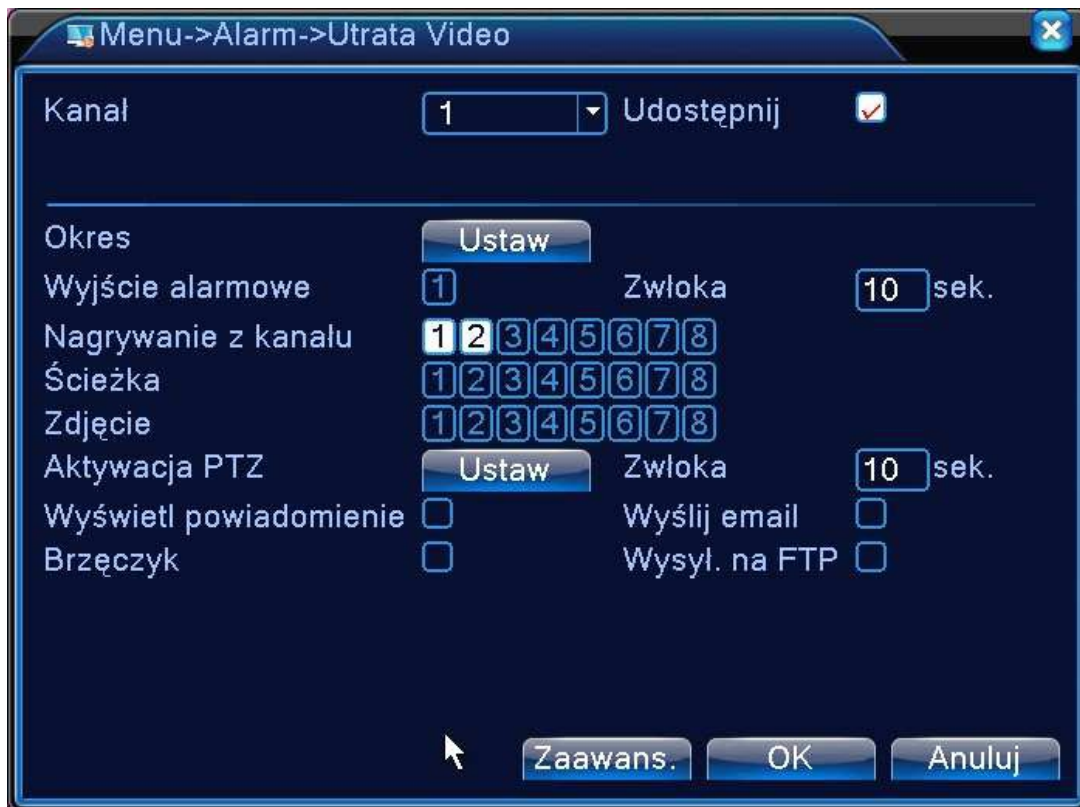 Menu->Alarm->Utrata Video
Kanał 1 Udostępnij
Okres Ustaw
Wyjście alarmowe 1 Zwłoka 10 sek.
Nagrywanie z kanału 1 2 3 4 5 6 7 8
Ścieżka 1 2 3 4 5 6 7 8
Zdjęcie 1 2 3 4 5 6 7 8
Aktywacja PTZ Ustaw Zwłoka 10 sek.
Wyświetl powiadomienie Wyślij email
Brzęczyk Wysył. na FTP
Zaawans. OK Anuluj